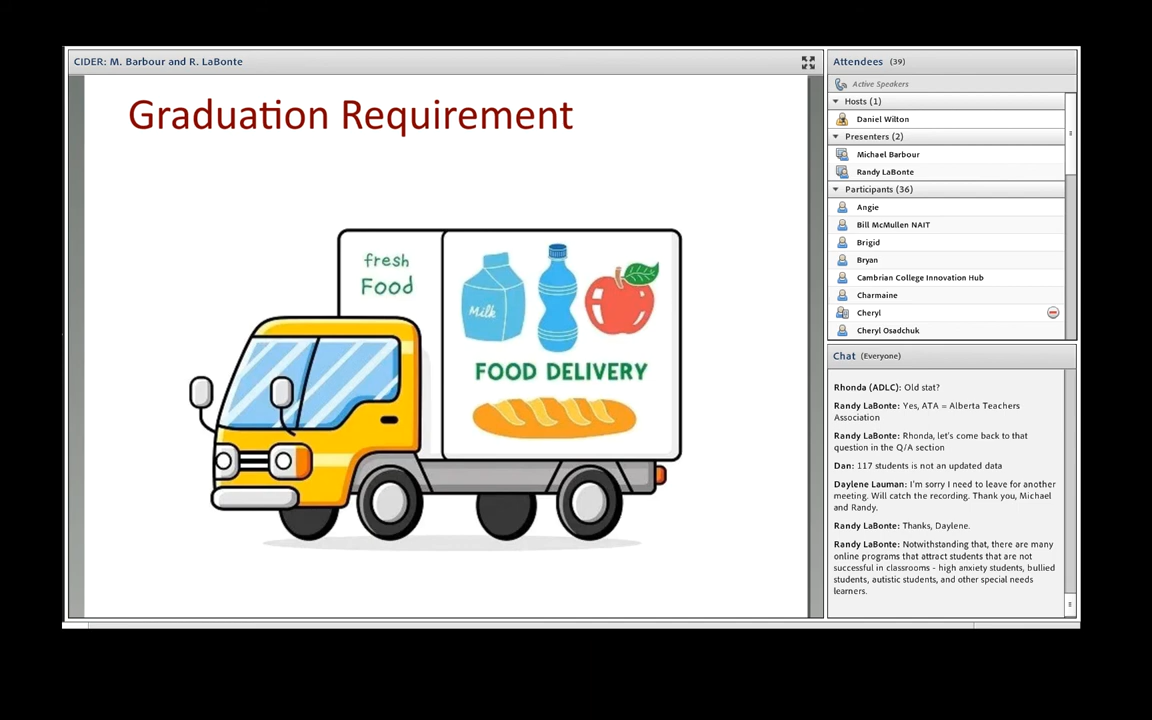 CIDER: M. Barbour and R. LaBonte
Graduation Requirement
fresh
Food
Milk
FOOD DELIVERY
Attendees (39)
Active Speakers
Hosts (1)
Daniel Wilton
Presenters (2)
Michael Barbour
Randy LaBonte
Participants (36)
Angie
Bill McMullen NAIT
Brigid
Bryan
Cambrian College Innovation Hub
Charmaine
Cheryl
Cheryl Osadchuk
Chat (Everyone)
Rhonda (ADLC): Old stat?
Randy LaBonte: Yes, ATA = Alberta Teachers
Association
Randy LaBonte: Rhonda, let's come back to that
question in the Q/A section
Dan: 117 students is not an updated data
Daylene Lauman: I'm sorry I need to leave for another
meeting. Will catch the recording. Thank you, Michael
and Randy.
Randy LaBonte: Thanks, Daylene.
Randy LaBonte: Notwithstanding that, there are many
online programs that attract students that are not
successful in classrooms - high anxiety students, bullied
students, autistic students, and other special needs
learners.